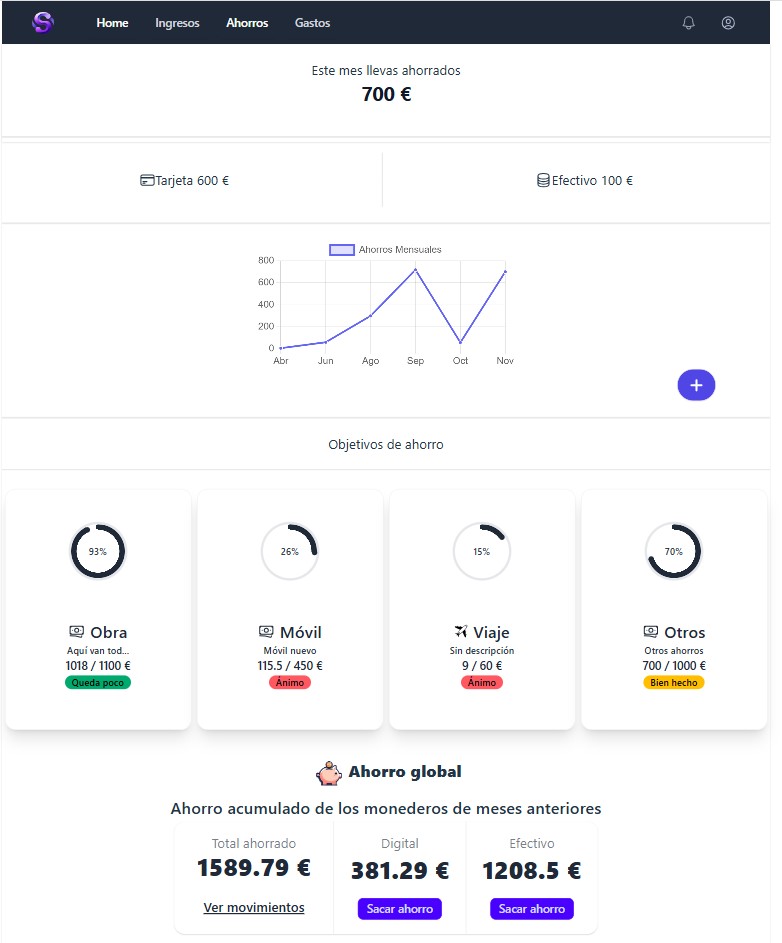 S
Home Ingresos Ahorros Gastos
Este mes llevas ahorrados
700 €
Tarjeta 600 € Efectivo 100 €
Ahorros Mensuales
800
600
400
200
0
Abr Jun Ago Sep Oct Nov
+
Objetivos de ahorro
93% 26% 15% 70%
Obra Móvil Viaje Otros
Aquí van tod... Móvil nuevo Sin descripción Otros ahorros
1018 / 1100 € 115.5 / 450 € 9 / 60 € 700 / 1000 €
Queda poco Ánimo Ánimo Bien hecho
Ahorro global
Ahorro acumulado de los monederos de meses anteriores
Total ahorrado Digital Efectivo
1589.79 € 381.29 € 1208.5 €
Ver movimientos Sacar ahorro Sacar ahorro